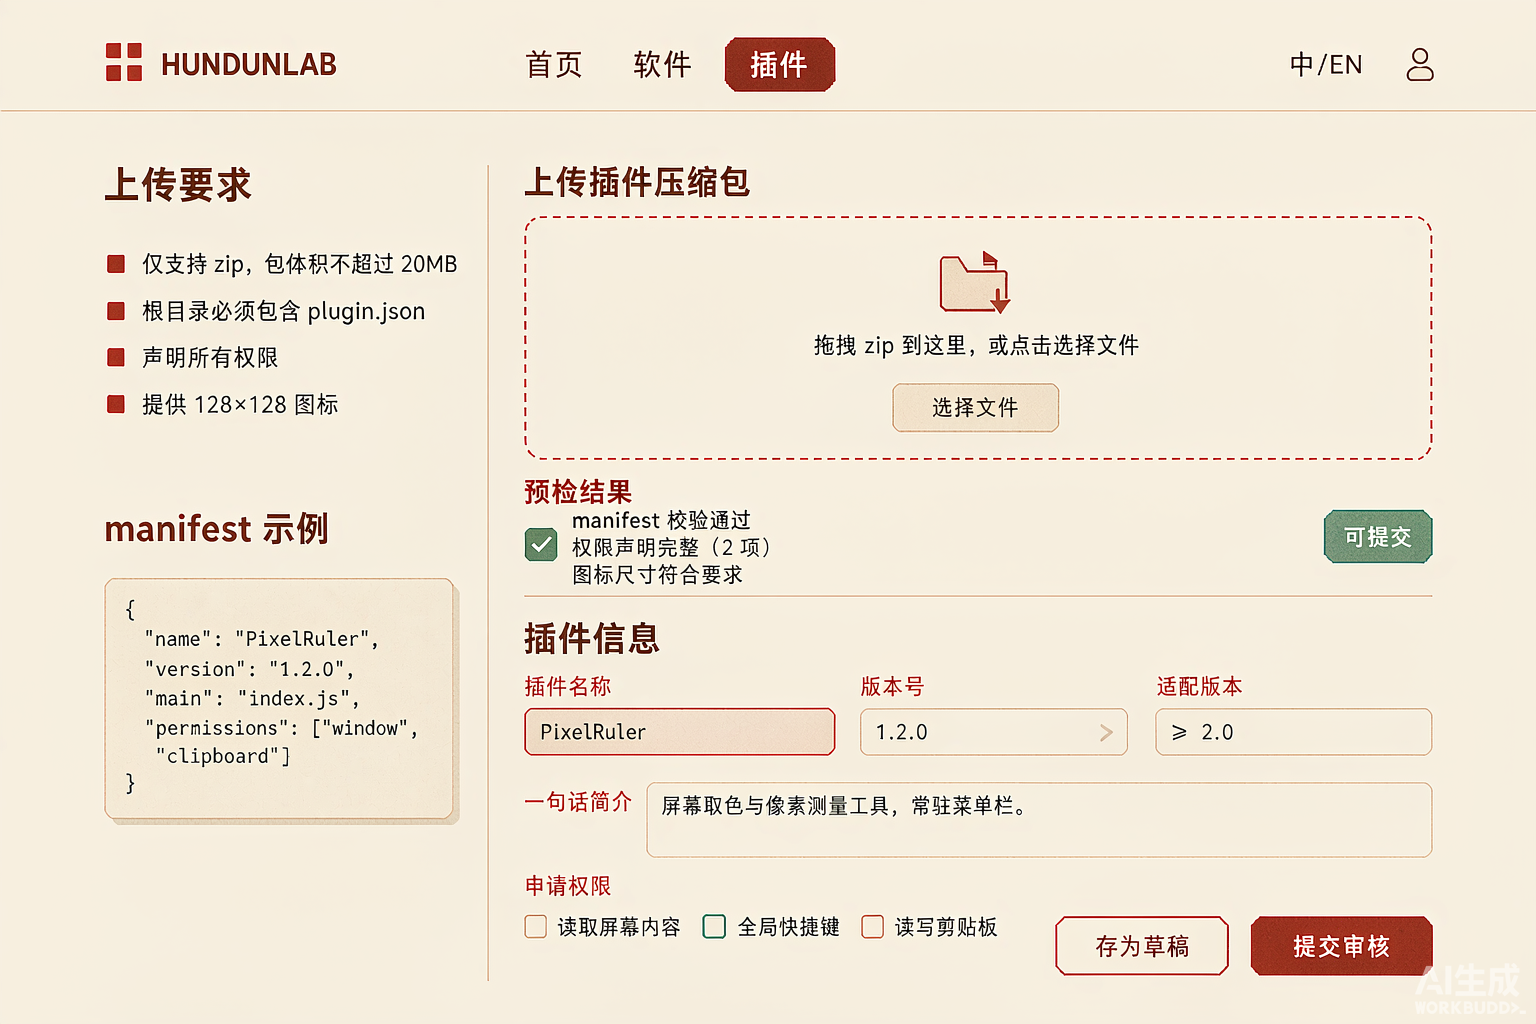 HUNDUNLAB
首页
软件
插件
中/EN
上传要求
仅支持 zip，包体积不超过 20MB
根目录必须包含 plugin.json
声明所有权限
提供 128×128 图标
manifest 示例
{
"name": "PixelRuler",
"version": "1.2.0",
"main": "index.js",
"permissions": ["window",
"clipboard"]
}
上传插件压缩包
拖拽 zip 到这里，或点击选择文件
选择文件
预检结果
manifest 校验通过
权限声明完整（2 项）
图标尺寸符合要求
可提交
插件信息
插件名称
版本号
适配版本
PixelRuler
1.2.0
⩾ 2.0
一句话简介
屏幕取色与像素测量工具，常驻菜单栏。
申请权限
读取屏幕内容
全局快捷键
读写剪贴板
存为草稿
提交审核
AI生成